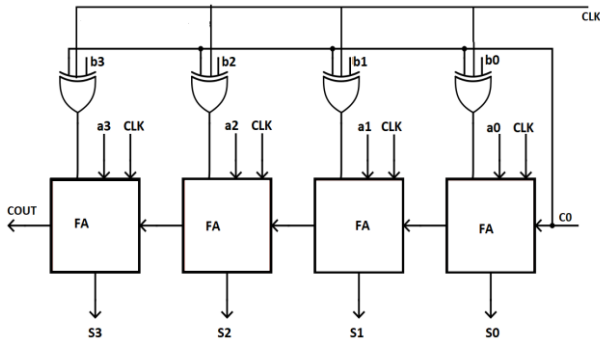 CLK
b3 b2 b1 b0
a3 CLK a2 CLK a1 CLK a0 CLK
COUT FA FA FA FA C0
S3 S2 S1 S0